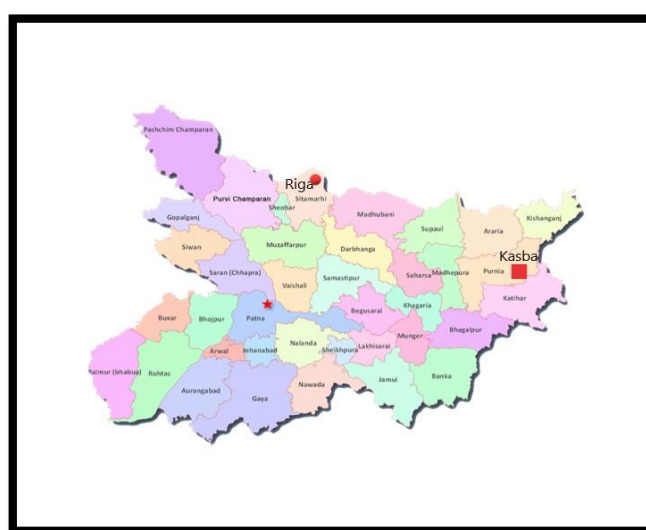 Pashchim Champaran
Riga
Purvi Champaran
Sitamarhi
Sheohar
Gopalganj
Madhubani
Kishanganj
Supaul
Araria
Siwan
Muzaffarpur
Darbhanga
Kasba
Saran (Chhapra)
Saharsa
Madhepura
Purnia
Vaishali
Samastipur
Katihar
Buxar
Bhojpur
Patna
Begusarai
Khagaria
Bhagalpur
Kaimur (bhabua)
Rohtas
Arwal
Jehanabad
Nalanda
Sheikhpura
Lakhisarai
Munger
Aurangabad
Gaya
Nawada
Jamui
Banka